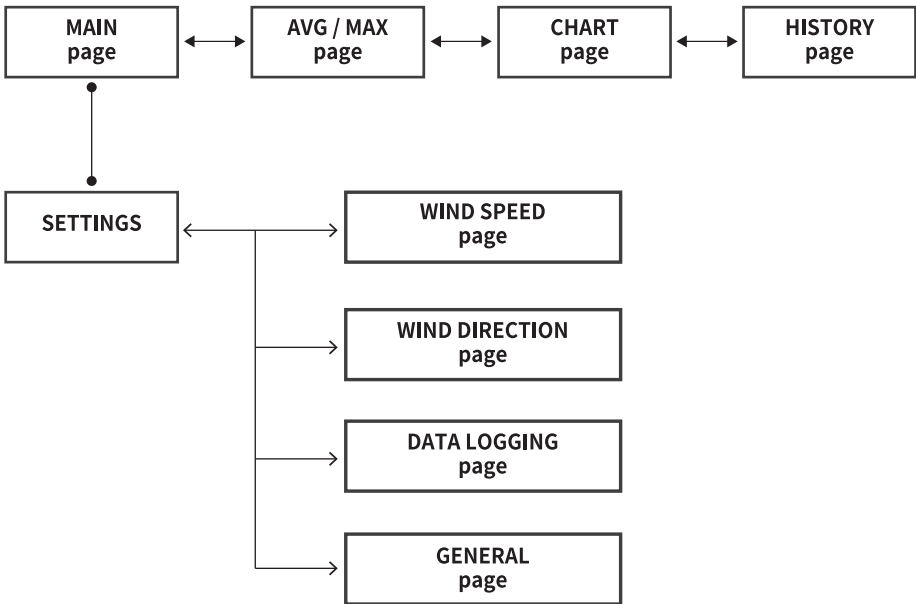 MAIN
page
AVG / MAX
page
CHART
page
HISTORY
page
SETTINGS
WIND SPEED
page
WIND DIRECTION
page
DATA LOGGING
page
GENERAL
page